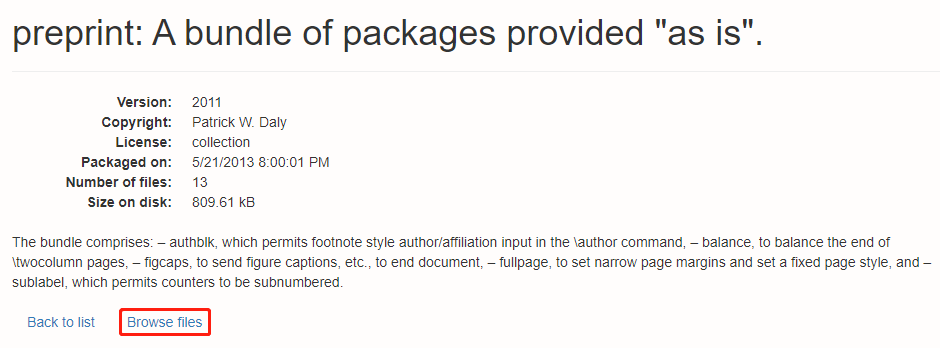 preprint: A bundle of packages provided "as is".
Version: 2011
Copyright: Patrick W. Daly
License: collection
Packaged on: 5/21/2013 8:00:01 PM
Number of files: 13
Size on disk: 809.61 kB
The bundle comprises: – authblk, which permits footnote style author/affiliation input in the \author command, – balance, to balance the end of
\twocolumn pages, – figcaps, to send figure captions, etc., to end document, – fullpage, to set narrow page margins and set a fixed page style, and –
sublabel, which permits counters to be subnumbered.
Back to list Browse files